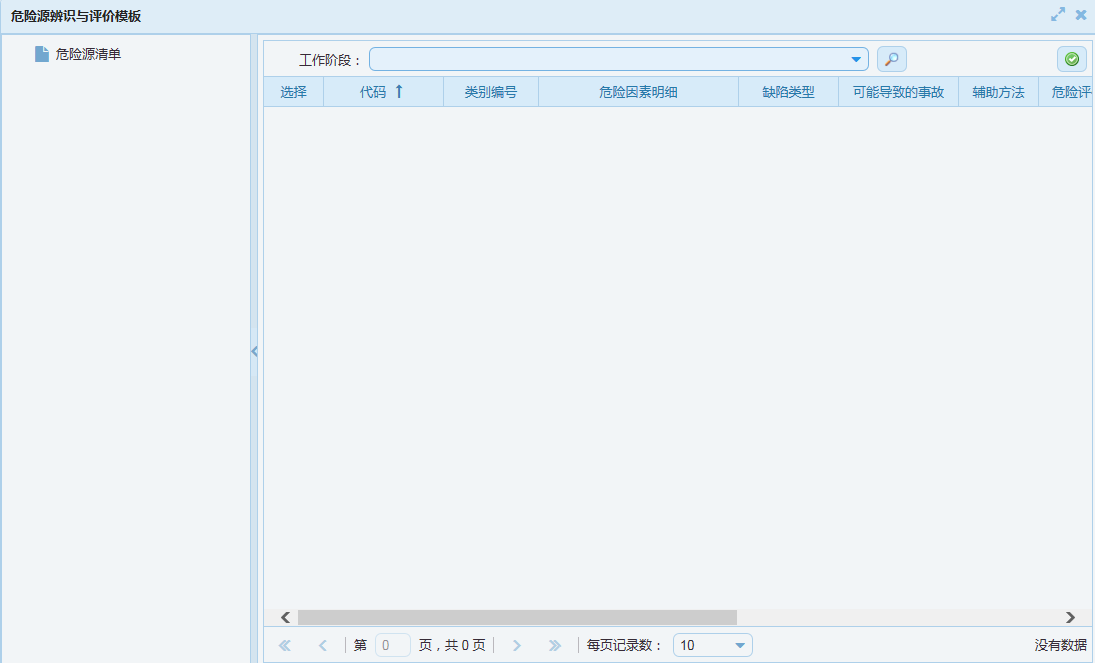 危险源辨识与评价模板
危险源清单
工作阶段：
选择 代码 类别编号 危险因素明细 缺陷类型 可能导致的事故 辅助方法 危险评
第 0 页，共 0 页 每页记录数： 10 没有数据